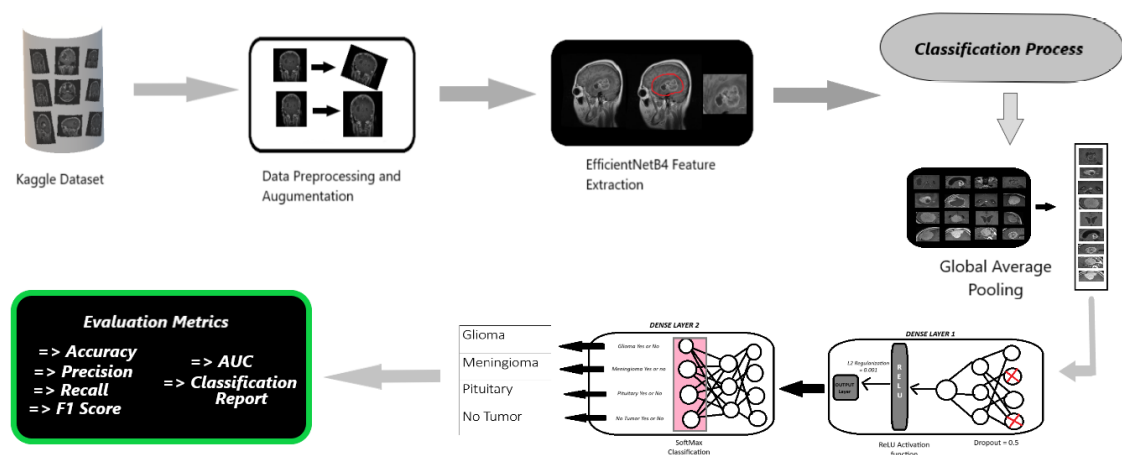 Kaggle Dataset
Data Preprocessing and
Augumentation
EfficientNetB4 Feature
Extraction
Classification Process
Global Average
Pooling
DENSE LAYER 1
L2 Regularization
= 0.001
OUTPUT
Layer
RELU
ReLU Activation
function
Dropout = 0.5
DENSE LAYER 2
Glioma Yes or No
Meningioma Yes or no
Pituitary Yes or No
No Tumor Yes or No
SoftMax
Classification
Glioma
Meningioma
Pituitary
No Tumor
Evaluation Metrics
=> Accuracy
=> Precision
=> Recall
=> F1 Score
=> AUC
=> Classification
Report